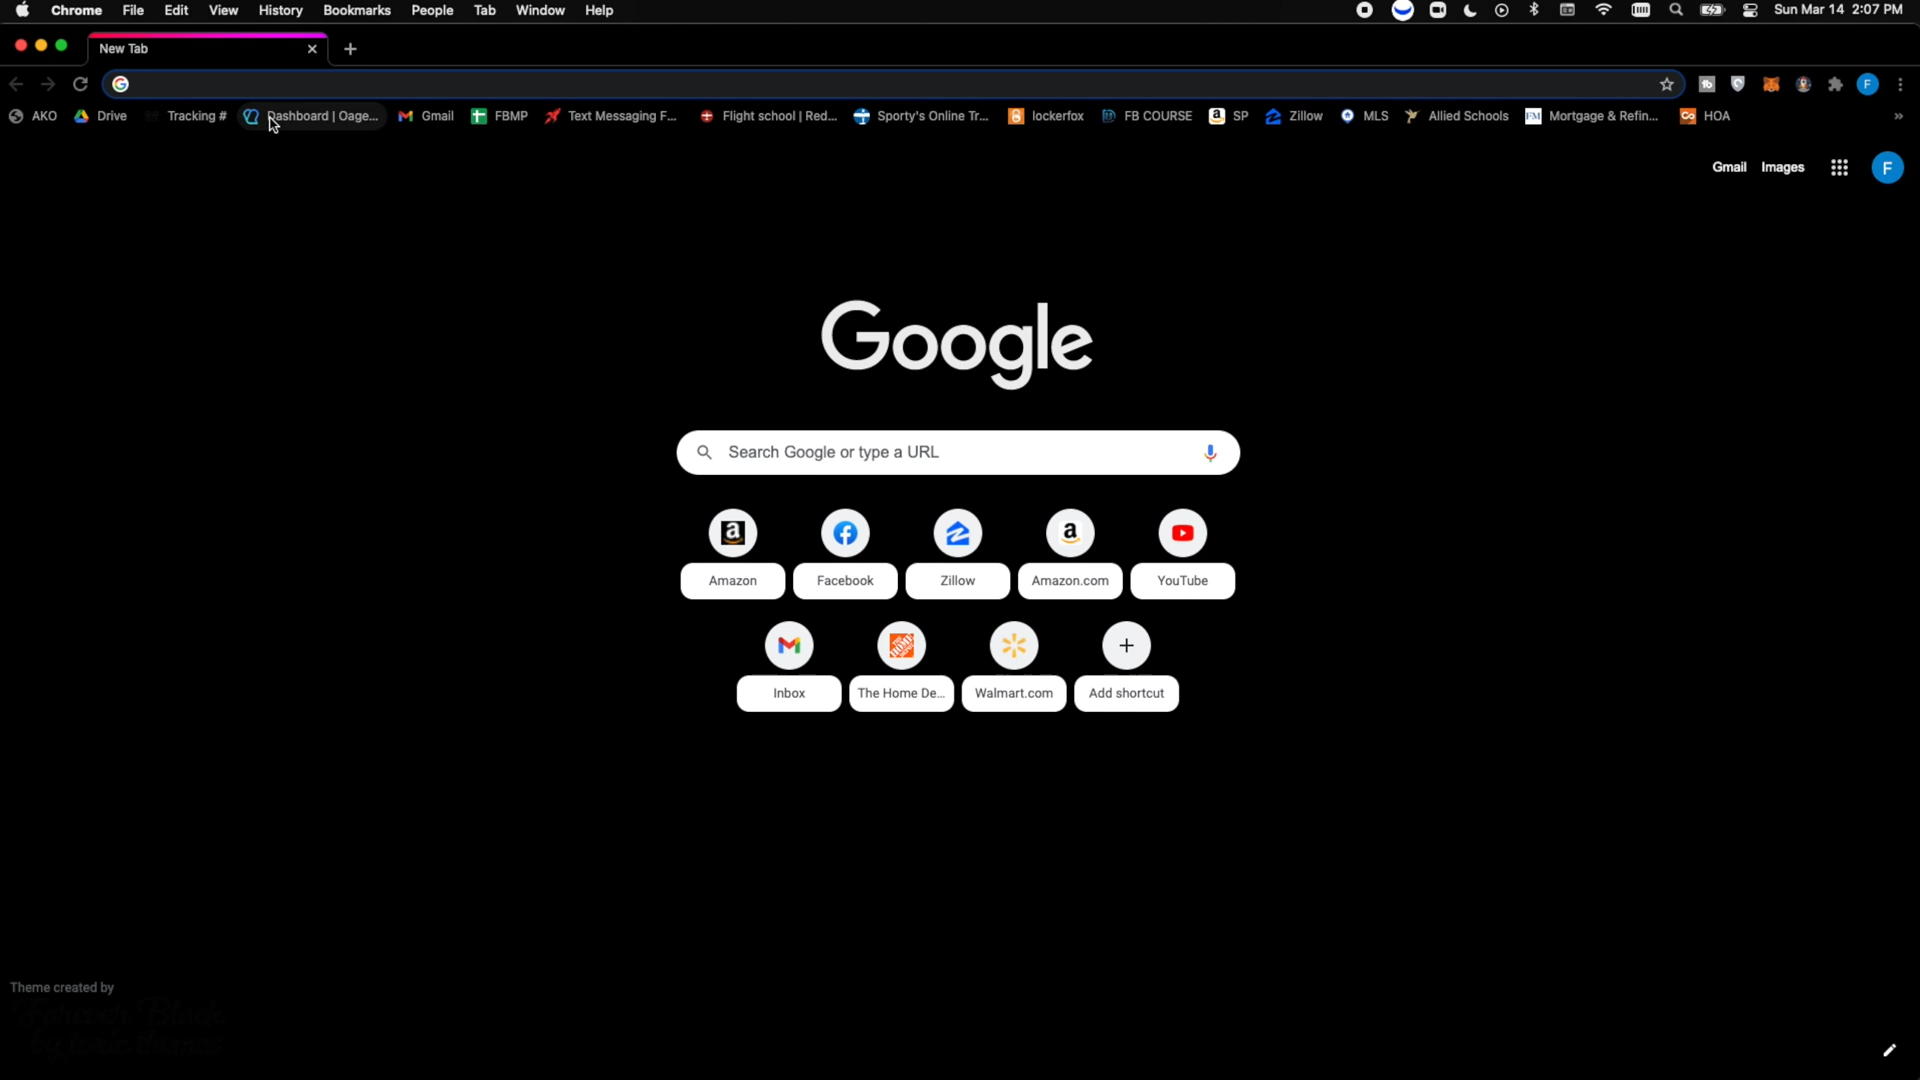 Chrome File Edit View History Bookmarks People Tab Window Help Sun Mar 14 2:07 PM
New Tab
AKO Drive Tracking # Dashboard | Oage... Gmail FBMP Text Messaging F... Flight school | Red... Sporty's Online Tr... lockerfox FB COURSE SP Zillow MLS Allied Schools Mortgage & Refin... HOA
Gmail Images F
Google
Search Google or type a URL
Amazon Facebook Zillow Amazon.com YouTube
Inbox The Home De... Walmart.com Add shortcut
Theme created by